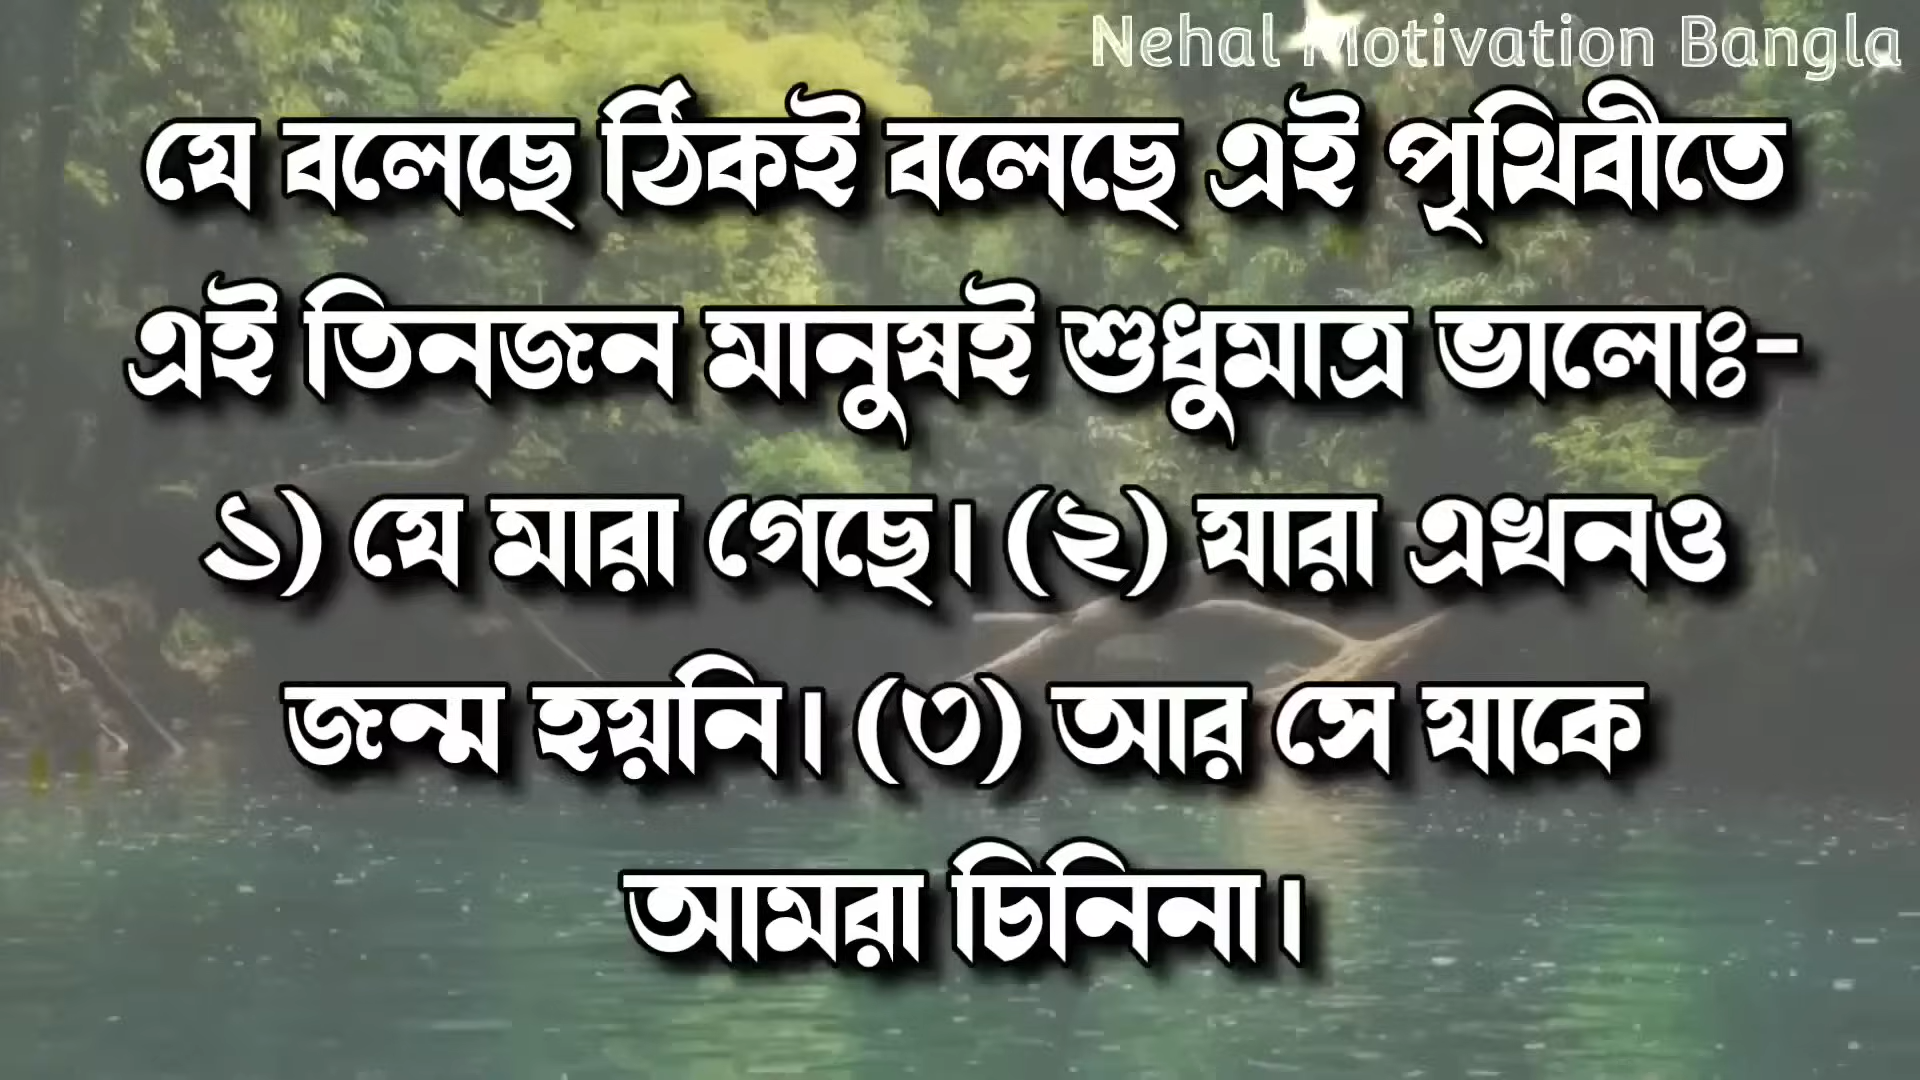 Nehal Motivation Bangla
যে বলেছে ঠিকই বলেছে এই পৃথিবীতে
এই তিনজন মানুষই শুধুমাত্র ভালোঃ-
১) যে মারা গেছে। (২) যারা এখনও
জন্ম হয়নি। (৩) আর সে যাকে
আমরা চিনিনা।